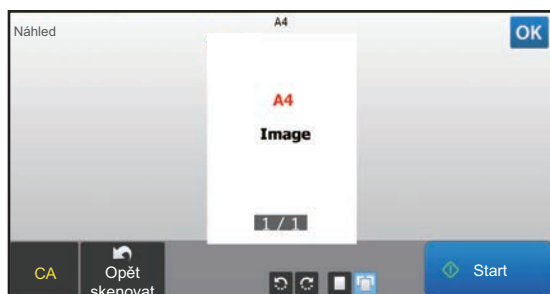 A4
Náhled
OK
A4
Image
1 / 1
CA
Opět
skenovat
Start